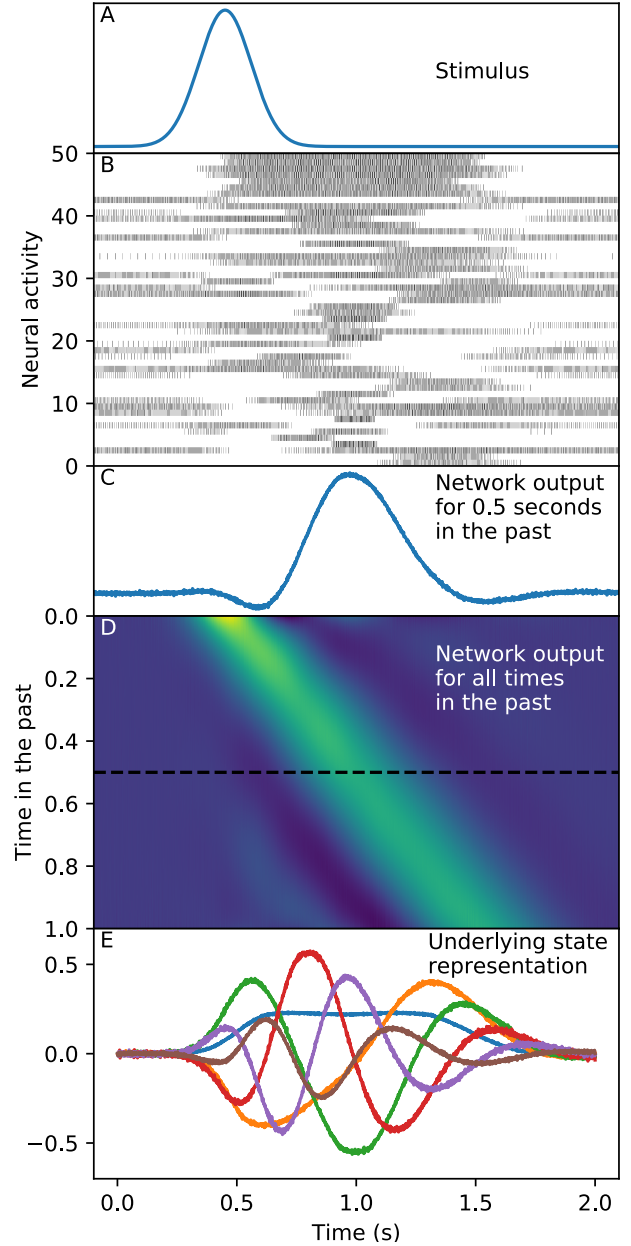 A
Stimulus
50
B
40
30
20
10
0
Neural activity
C
Network output
for 0.5 seconds
in the past
0.0
D
Network output
for all times
in the past
0.2
0.4
0.6
0.8
1.0
Time in the past
E
Underlying state
representation
0.5
0.0
−0.5
0.0
0.5
1.0
1.5
2.0
Time (s)